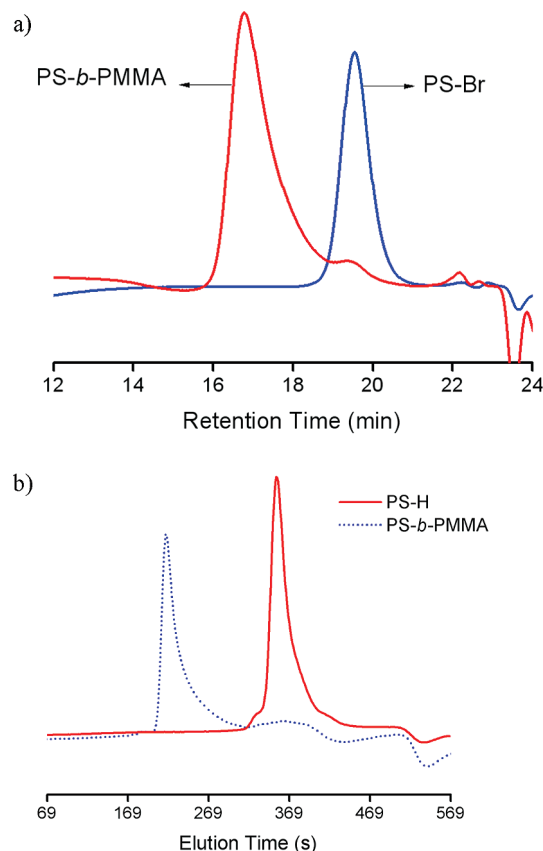 a)
PS-b-PMMA
PS-Br
12 14 16 18 20 22 24
Retention Time (min)
b)
PS-H
PS-b-PMMA
69 169 269 369 469 569
Elution Time (s)